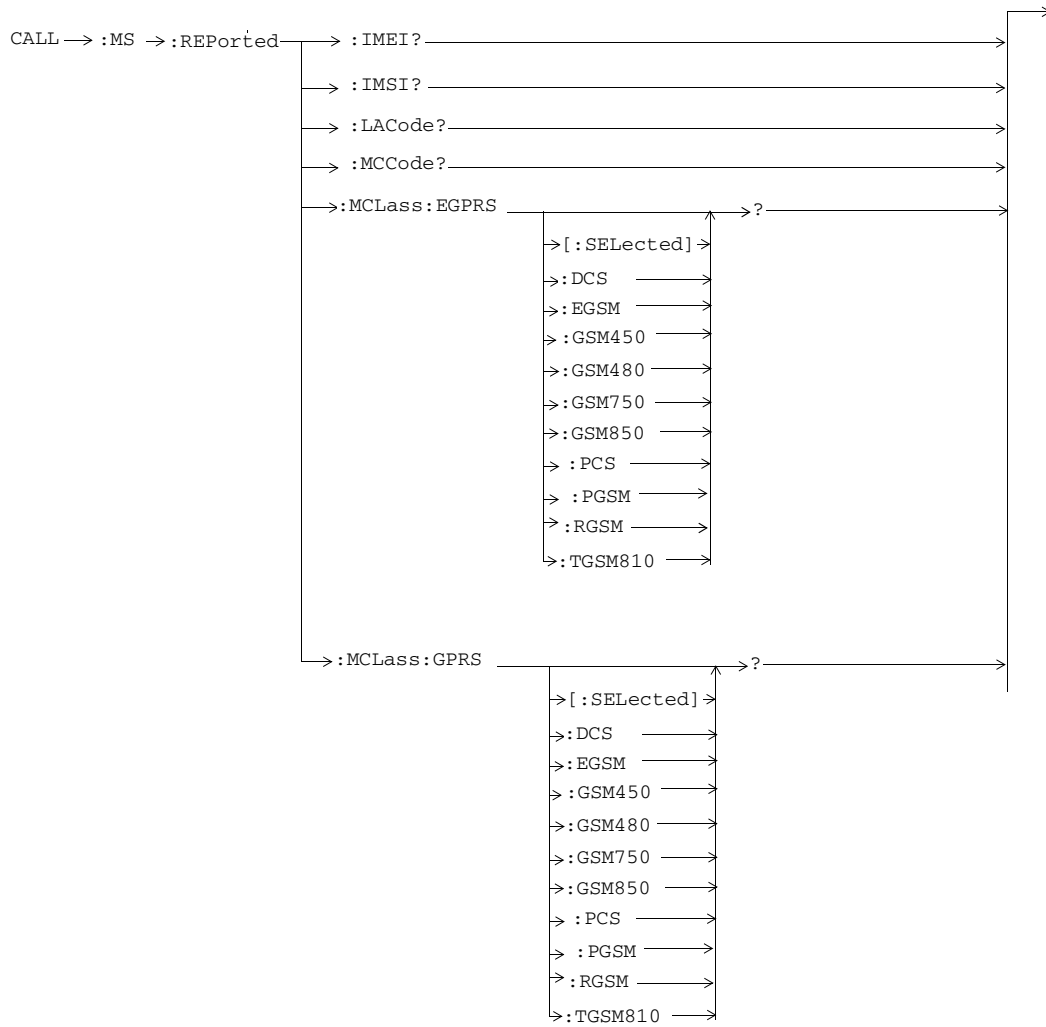 CALL :MS :REPorted :IMEI?
:IMSI?
:LACode?
:MCCode?
:MCLass:EGPRS ?
[:SELected]
:DCS
:EGSM
:GSM450
:GSM480
:GSM750
:GSM850
:PCS
:PGSM
:RGSM
:TGSM810
:MCLass:GPRS ?
[:SELected]
:DCS
:EGSM
:GSM450
:GSM480
:GSM750
:GSM850
:PCS
:PGSM
:RGSM
:TGSM810